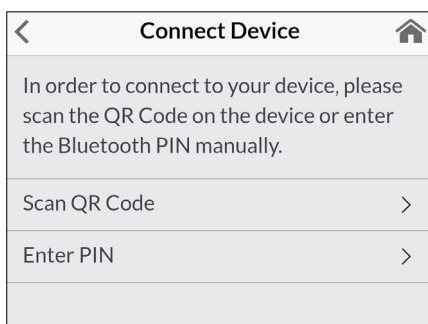 Connect Device
In order to connect to your device, please
scan the QR Code on the device or enter
the Bluetooth PIN manually.
Scan QR Code
Enter PIN